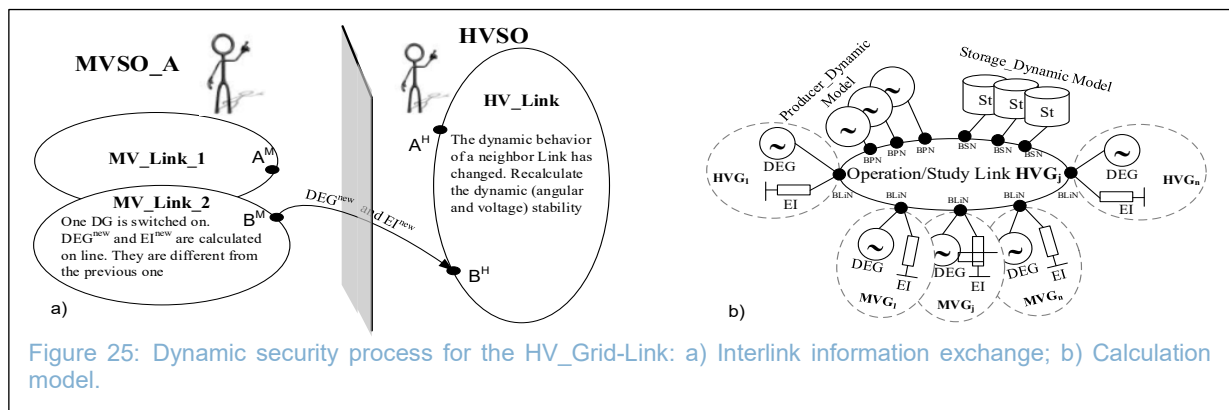 MVSO_A
MV_Link_1
A^M
MV_Link_2
B^M
One DG is switched on.
DEG^new and EI^new are calculated
on line. They are different from
the previous one
a)
DEG^new and EI^new
HVSO
HV_Link
A^H
The dynamic behavior
of a neighbor Link has
changed. Recalculate
the dynamic (angular
and voltage) stability
B^H
Producer_Dynamic
Model
Storage_Dynamic Model
St
St
St
BPN
BPN
BPN
BSN
BSN
BSN
DEG
HVG_1
EI
BLiN
Operation/Study Link HVG_j
BLiN
DEG
HVG_n
EI
BLiN
BLiN
BLiN
DEG
EI
MVG_1
DEG
EI
MVG_j
DEG
EI
MVG_n
b)
Figure 25: Dynamic security process for the HV_Grid-Link: a) Interlink information exchange; b) Calculation
model.